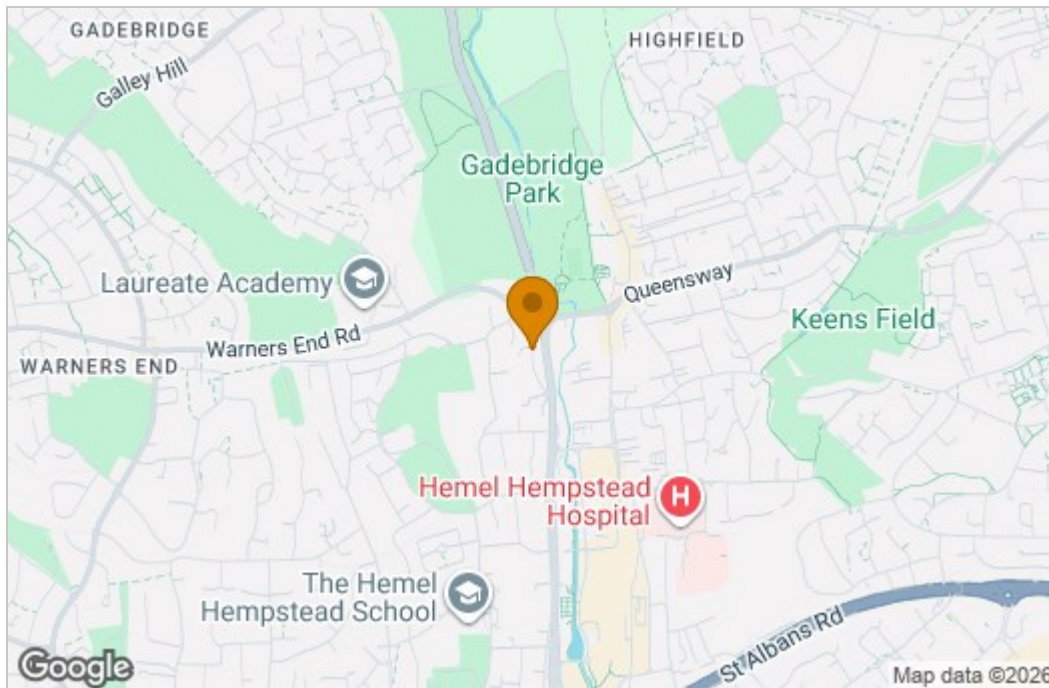 GADEBRIDGE
HIGHFIELD
Galley Hill
Gadebridge
Park
Laureate Academy
Queensway
Keens Field
Warners End Rd
WARNERS END
Hemel Hempstead
Hospital
H
The Hemel
Hempstead School
St Albans Rd
Google
Map data ©2026